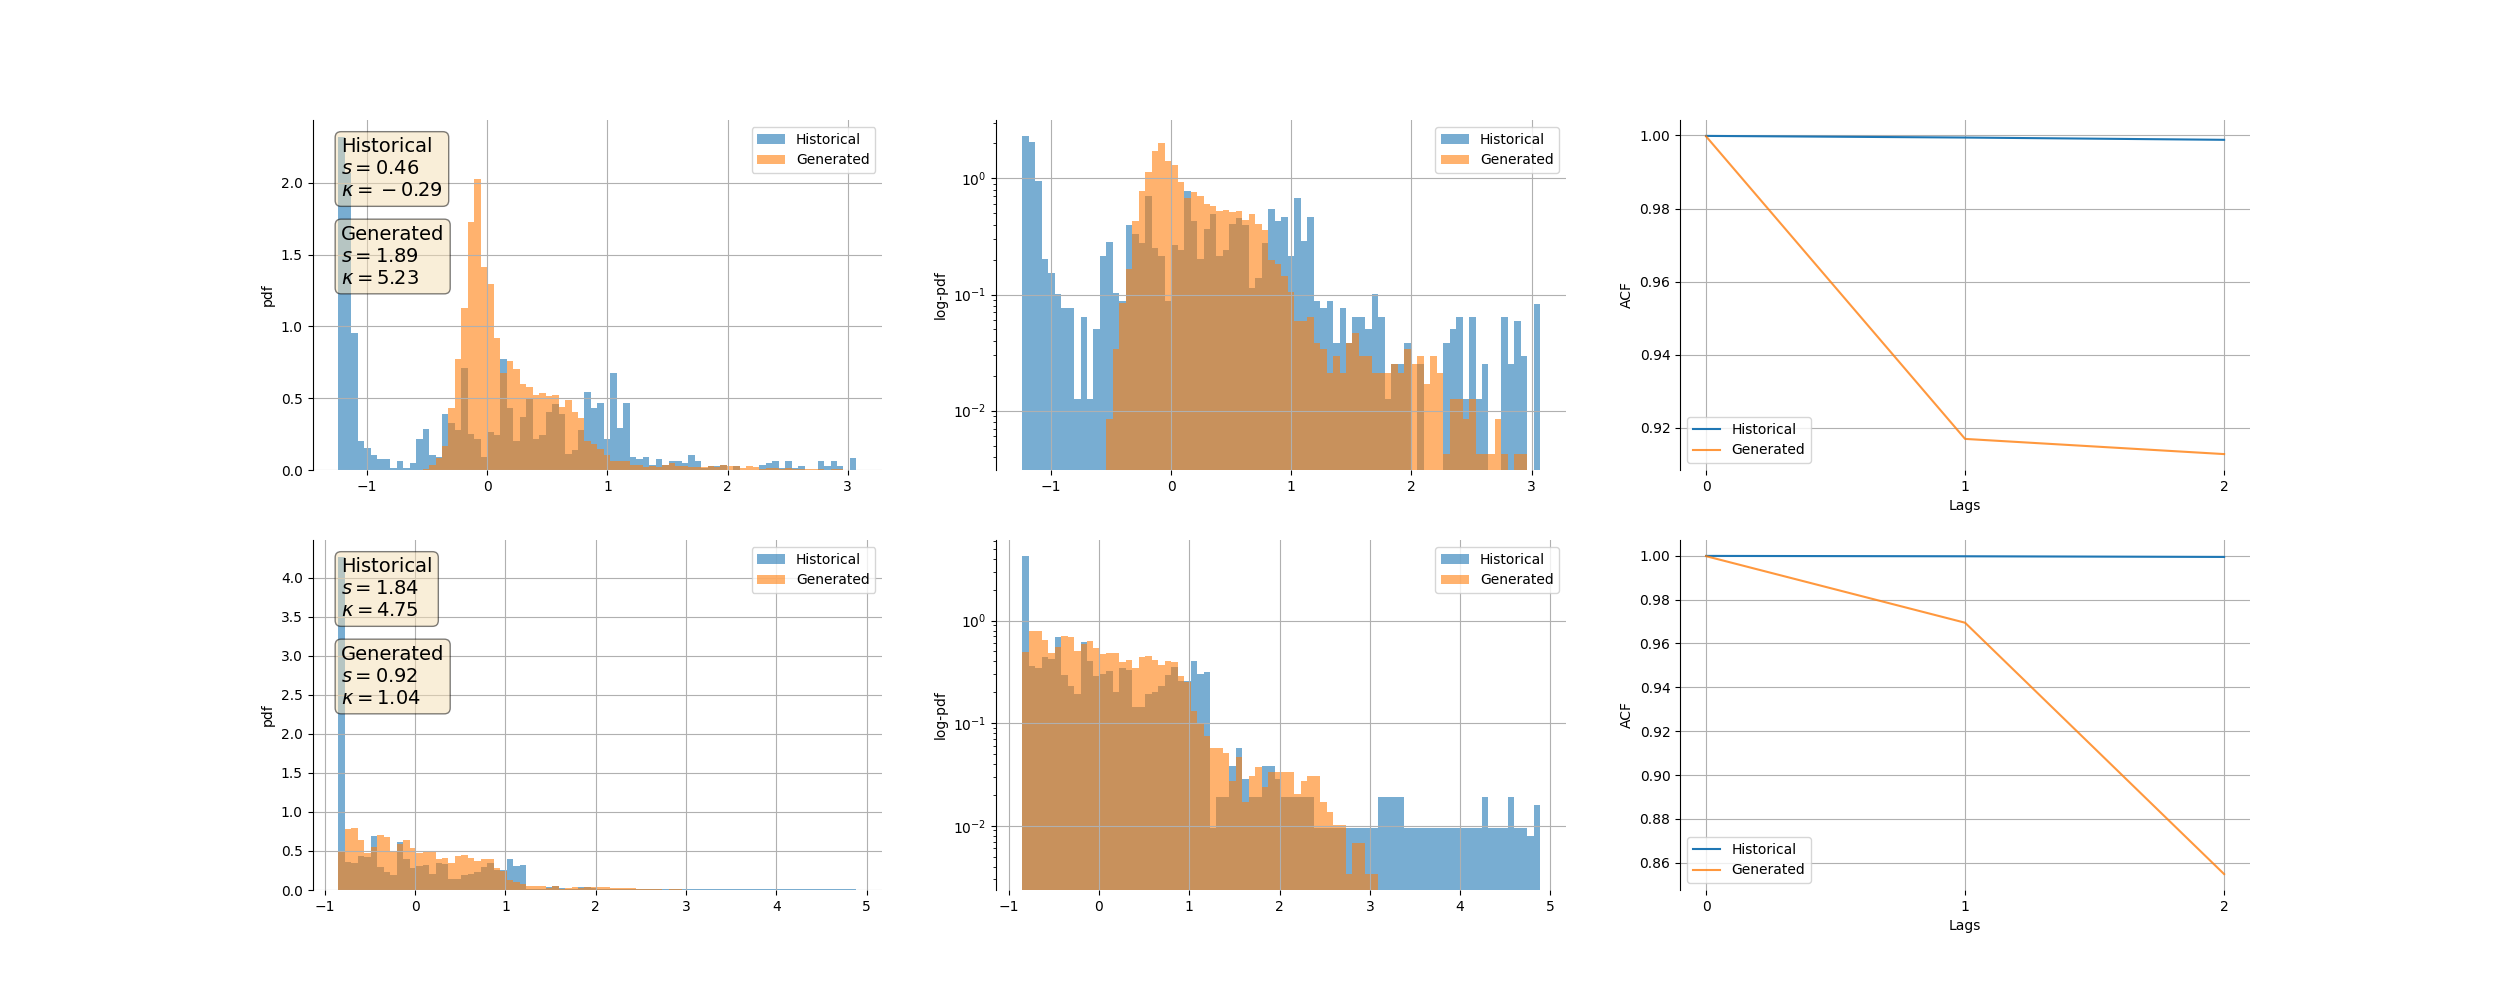 Historical
s = 0.46
κ = −0.29
Generated
s = 1.89
κ = 5.23
Historical
Generated
pdf
0.0
0.5
1.0
1.5
2.0
−1
0
1
2
3
Historical
Generated
log-pdf
10⁰
10⁻¹
10⁻²
−1
0
1
2
3
ACF
1.00
0.98
0.96
0.94
0.92
Historical
Generated
0
1
2
Lags
Historical
s = 1.84
κ = 4.75
Generated
s = 0.92
κ = 1.04
Historical
Generated
pdf
4.0
3.5
3.0
2.5
2.0
1.5
1.0
0.5
0.0
−1
0
1
2
3
4
5
Historical
Generated
log-pdf
10⁰
10⁻¹
10⁻²
−1
0
1
2
3
4
5
ACF
1.00
0.98
0.96
0.94
0.92
0.90
0.88
0.86
Historical
Generated
0
1
2
Lags